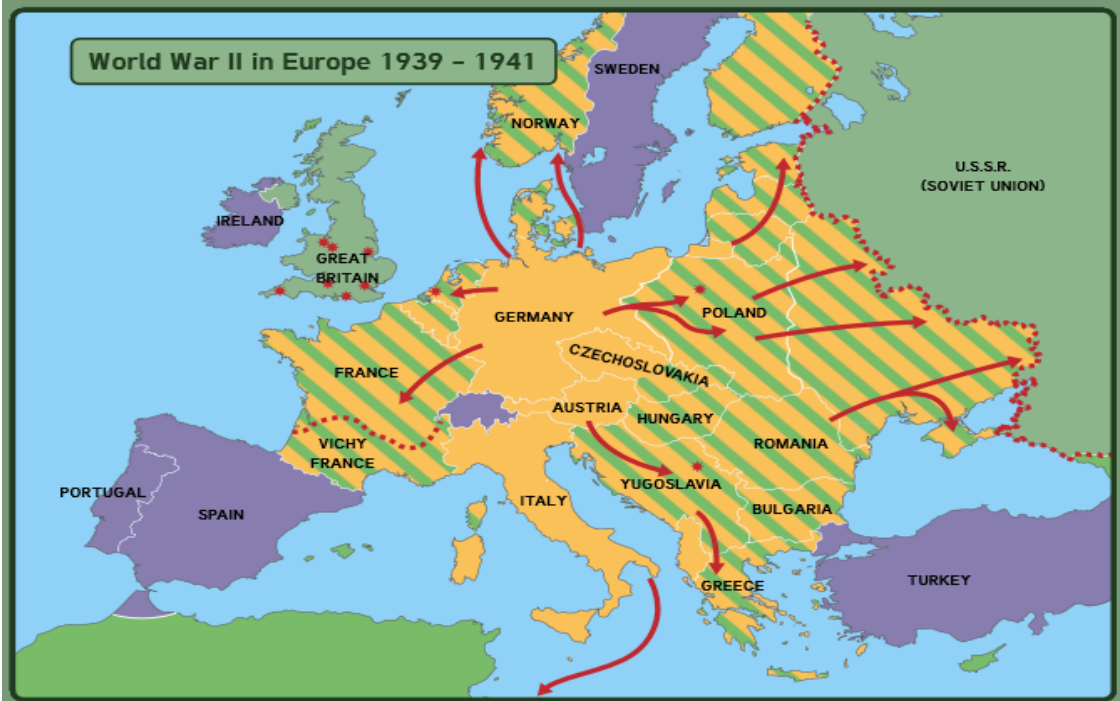 World War II in Europe 1939 – 1941
SWEDEN
NORWAY
U.S.S.R.
(SOVIET UNION)
IRELAND
GREAT
BRITAIN
GERMANY
POLAND
CZECHOSLOVAKIA
FRANCE
AUSTRIA
HUNGARY
ROMANIA
VICHY
FRANCE
YUGOSLAVIA
PORTUGAL
ITALY
SPAIN
BULGARIA
TURKEY
GREECE